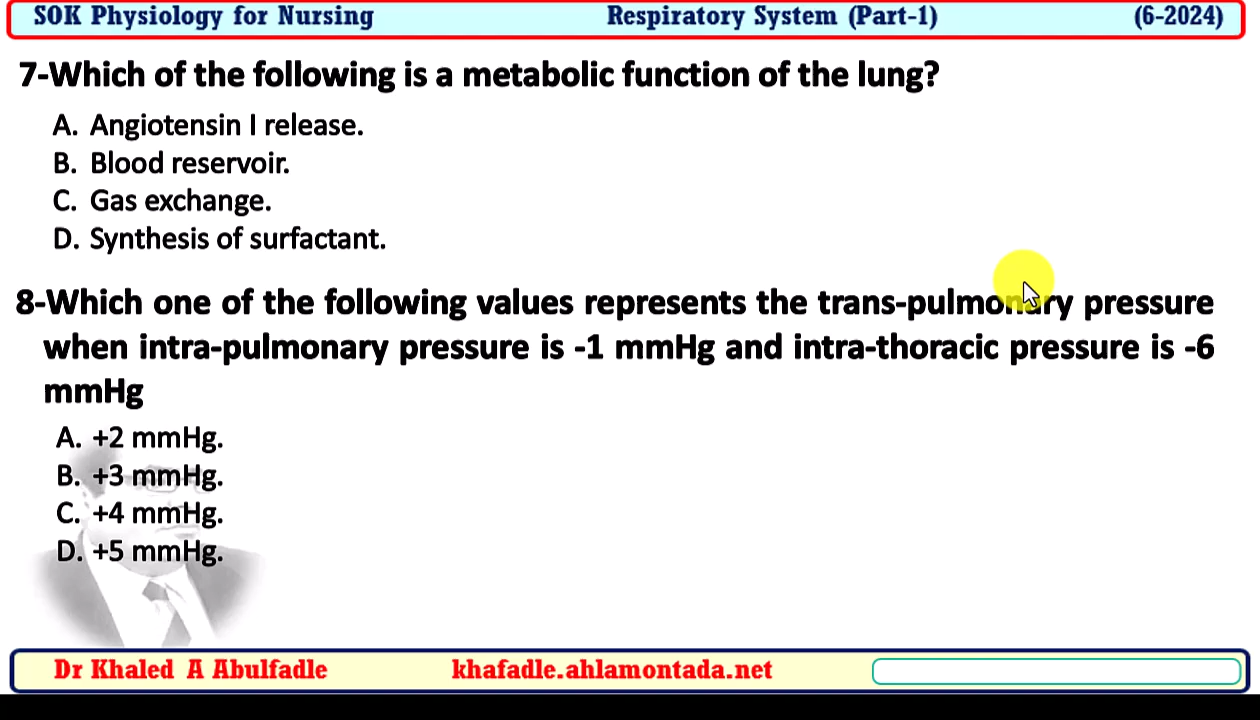 SOK Physiology for Nursing Respiratory System (Part-1) (6-2024)
7-Which of the following is a metabolic function of the lung?
A. Angiotensin I release.
B. Blood reservoir.
C. Gas exchange.
D. Synthesis of surfactant.
8-Which one of the following values represents the trans-pulmonary pressure
when intra-pulmonary pressure is -1 mmHg and intra-thoracic pressure is -6
mmHg
A. +2 mmHg.
B. +3 mmHg.
C. +4 mmHg.
D. +5 mmHg.
Dr Khaled A Abulfadle khafadle.ahlamontada.net